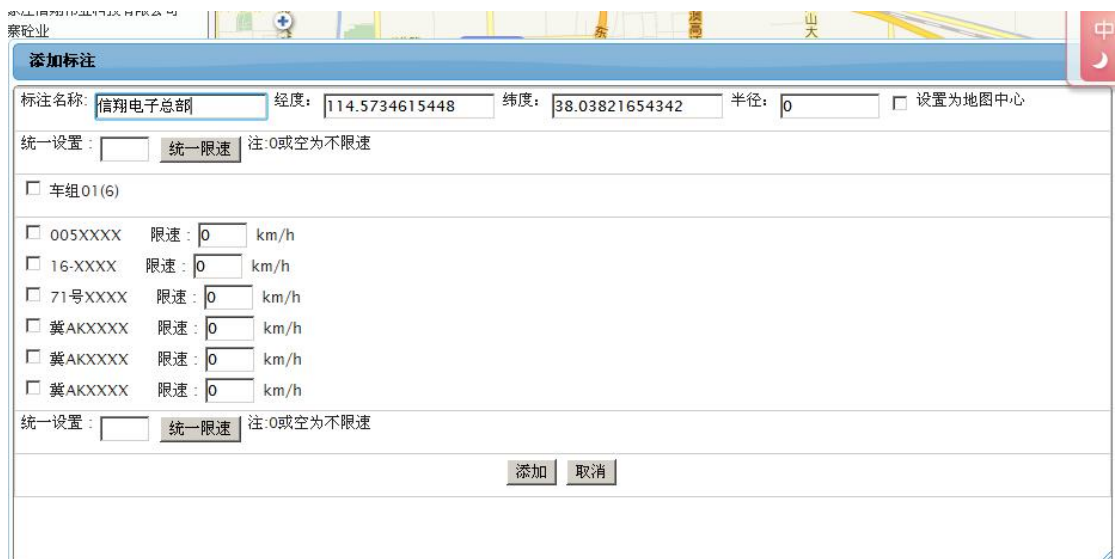 寨砼业
东
澳
高
山
大
中
添加标注
标注名称: 信翔电子总部 经度: 114.5734615448 纬度: 38.03821654342 半径: 0 设置为地图中心
统一设置 : 统一限速 注:0或空为不限速
车组01(6)
005XXXX 限速 : 0 km/h
16-XXXX 限速 : 0 km/h
71号XXXX 限速 : 0 km/h
冀AKXXXX 限速 : 0 km/h
冀AKXXXX 限速 : 0 km/h
冀AKXXXX 限速 : 0 km/h
统一设置 : 统一限速 注:0或空为不限速
添加 取消